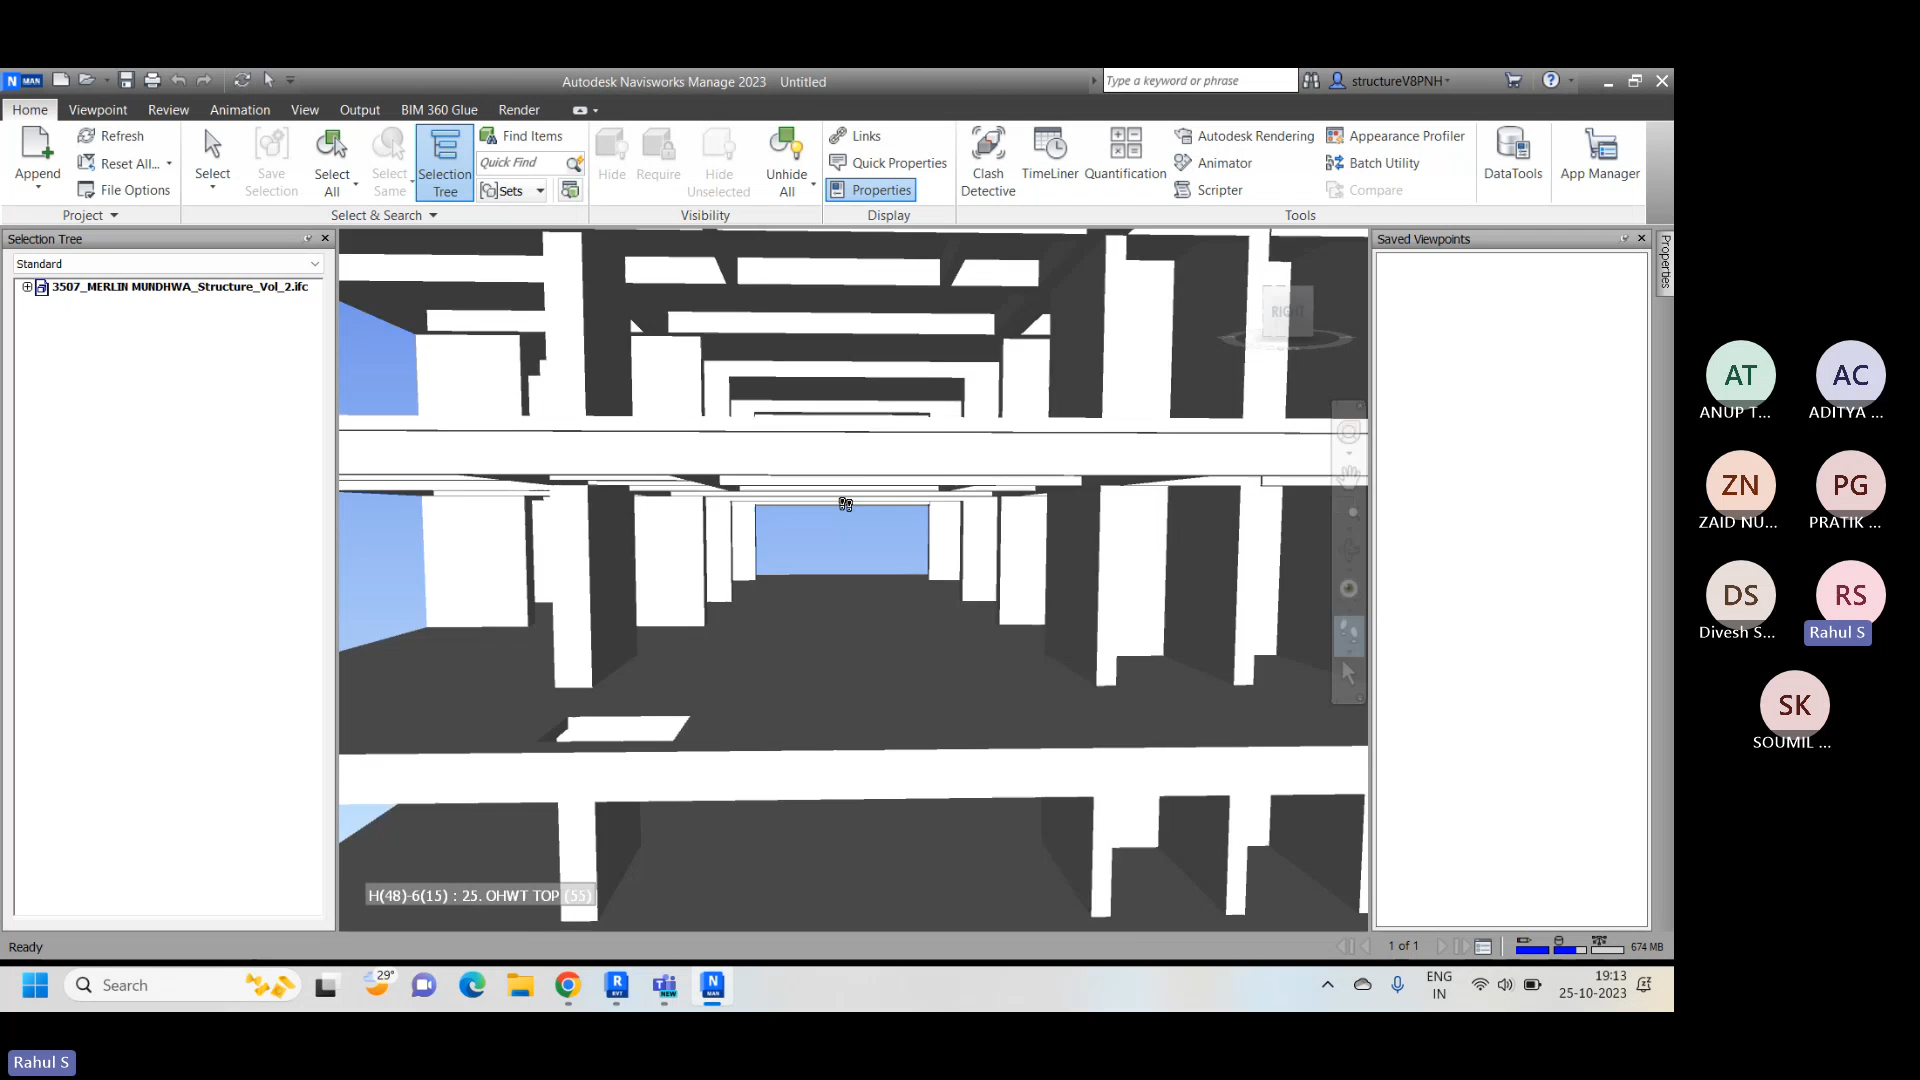 N MAN
Autodesk Navisworks Manage 2023 Untitled
Type a keyword or phrase
structureV8PNH
Home Viewpoint Review Animation View Output BIM 360 Glue Render
Append
Refresh
Reset All...
File Options
Project
Select
Save Selection
Select All
Select Same
Selection Tree
Find Items
Quick Find
Sets
Select & Search
Hide
Require
Hide Unselected
Unhide All
Visibility
Links
Quick Properties
Properties
Display
Clash Detective
TimeLiner
Quantification
Autodesk Rendering
Animator
Scripter
Appearance Profiler
Batch Utility
Compare
Tools
DataTools
App Manager
Selection Tree
Standard
3507_MERLIN MUNDHWA_Structure_Vol_2.ifc
RIGHT
H(48)-6(15) : 25. OHWT TOP (55)
Saved Viewpoints
Properties
Ready
1 of 1
674 MB
Search
29°
R
RVT
NEW
N
MAN
ENG
IN
19:13
25-10-2023
AT
ANUP T...
AC
ADITYA ...
ZN
ZAID NU...
PG
PRATIK ...
DS
Divesh S...
RS
Rahul S
SK
SOUMIL ...
Rahul S